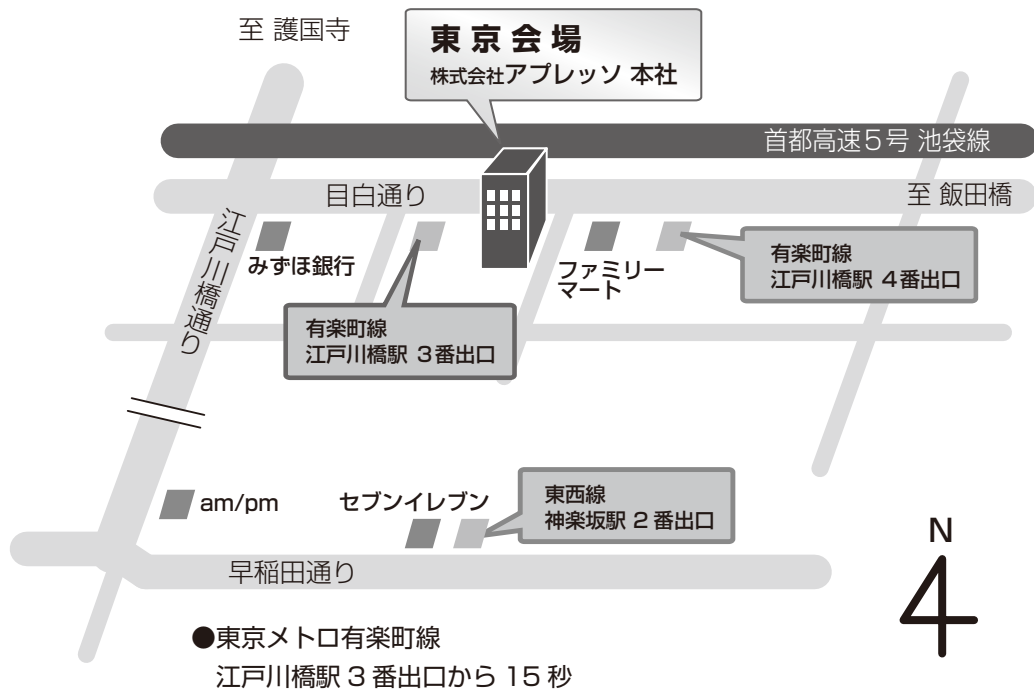 至 護国寺
東京会場
株式会社アプレッソ 本社
首都高速5号 池袋線
目白通り
至 飯田橋
江戸川橋通り
みずほ銀行
ファミリー
マート
有楽町線
江戸川橋駅 4番出口
有楽町線
江戸川橋駅 3番出口
am/pm
セブンイレブン
東西線
神楽坂駅 2番出口
N
早稲田通り
●東京メトロ有楽町線
江戸川橋駅 3 番出口から 15 秒